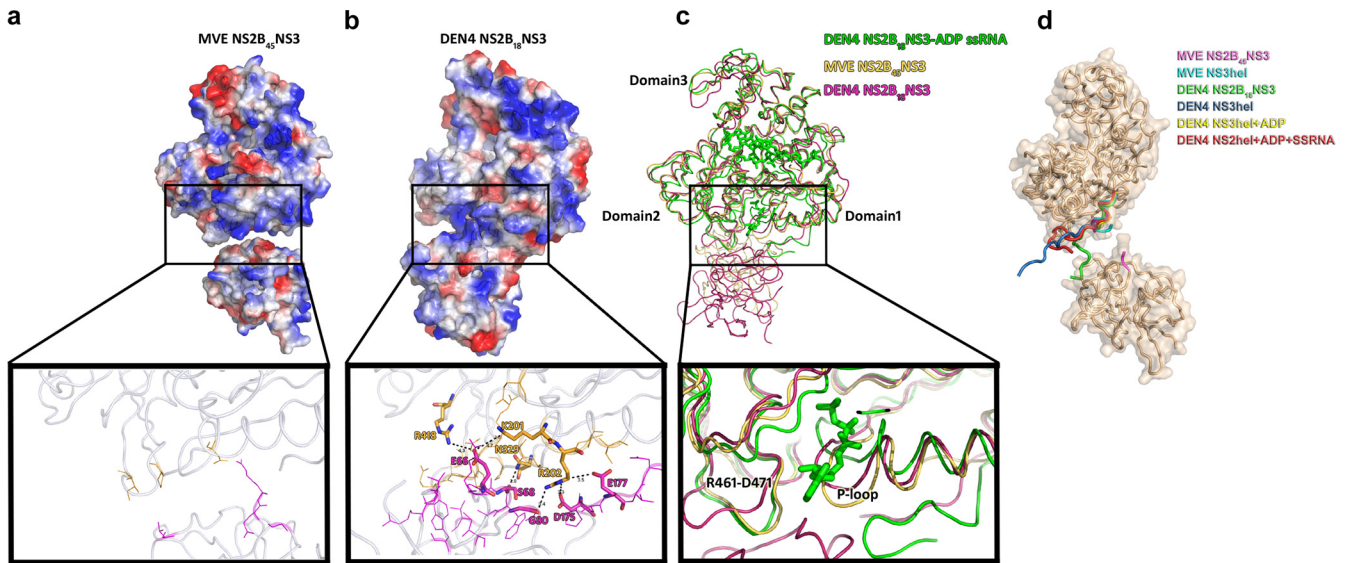 a
MVE NS2B45NS3
b
DEN4 NS2B18NS3
c
DEN4 NS2B18NS3-ADP ssRNA
MVE NS2B45NS3
DEN4 NS2B18NS3
Domain3
Domain2
Domain1
d
MVE NS2B45NS3
MVE NS3hel
DEN4 NS2B18NS3
DEN4 NS3hel
DEN4 NS3hel+ADP
DEN4 NS2hel+ADP+SSRNA
R418
K201
N623
E66
R202
S68
E177
G80
D175
R461-D471
P-loop